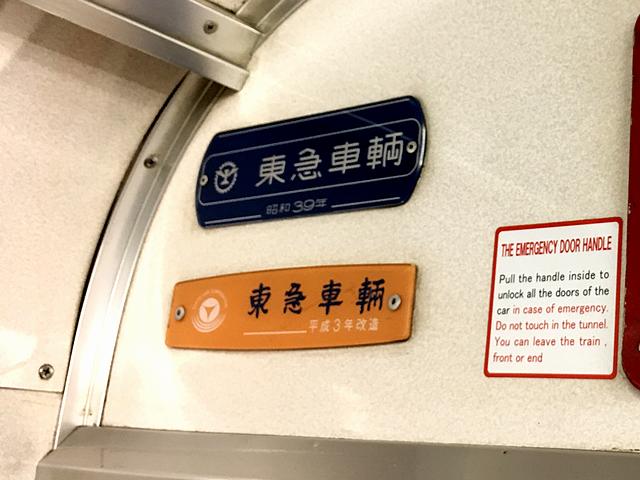 東急車輛
昭和39年
東急車輛
平成3年改造
THE EMERGENCY DOOR HANDLE
Pull the handle inside to
unlock all the doors of the
car in case of emergency.
Do not touch in the tunnel.
You can leave the train ,
front or end